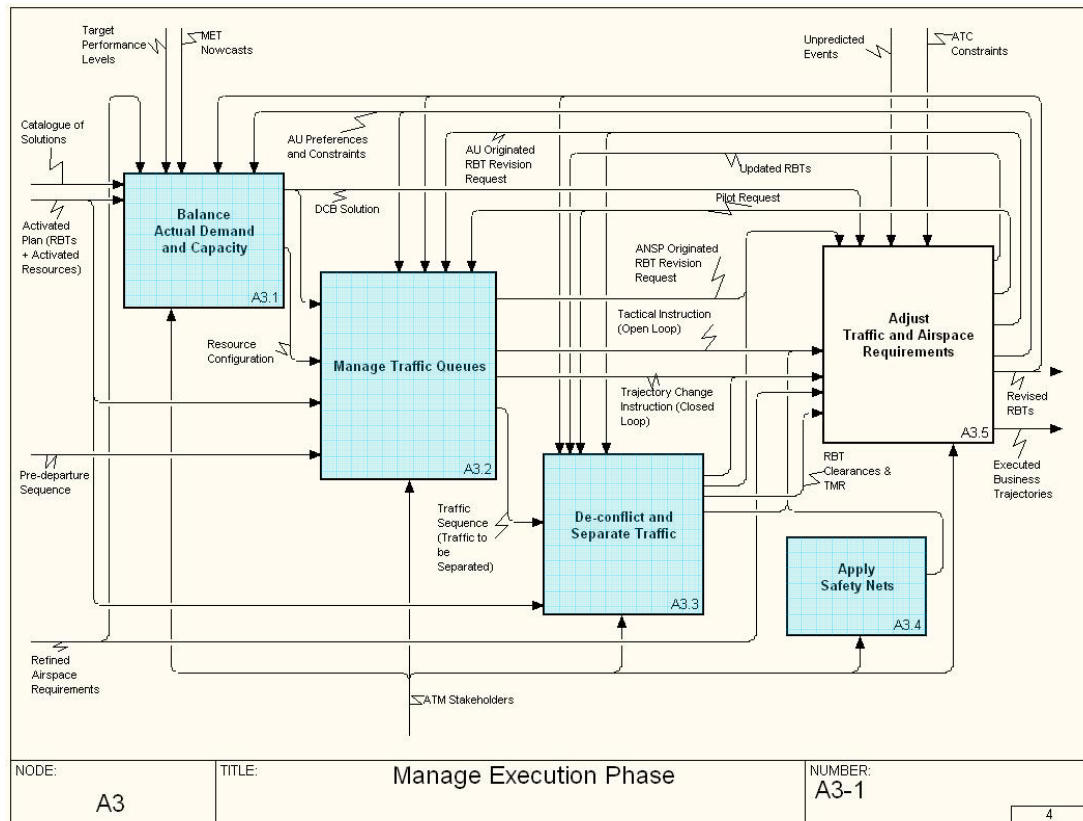 Target
Performance
Levels
MET
Nowcasts
Unpredicted
Events
ATC
Constraints
Catalogue of
Solutions
AU Preferences
and Constraints
AU Originated
RBT Revision
Request
Updated RBTs
Pilot Request
Activated
Plan (RBTs
+ Activated
Resources)
Balance
Actual Demand
and Capacity
A3.1
DCB Solution
ANSP Originated
RBT Revision
Request
Resource
Configuration
Manage Traffic Queues
A3.2
Tactical Instruction
(Open Loop)
Trajectory Change
Instruction (Closed
Loop)
Adjust
Traffic and Airspace
Requirements
A3.5
Revised
RBTs
Executed
Business
Trajectories
Pre-departure
Sequence
Traffic
Sequence
(Traffic to
be
Separated)
De-conflict and
Separate Traffic
A3.3
RBT
Clearances &
TMR
Apply
Safety Nets
A3.4
Refined
Airspace
Requirements
ATM Stakeholders
NODE:
A3
TITLE:
Manage Execution Phase
NUMBER:
A3-1
4